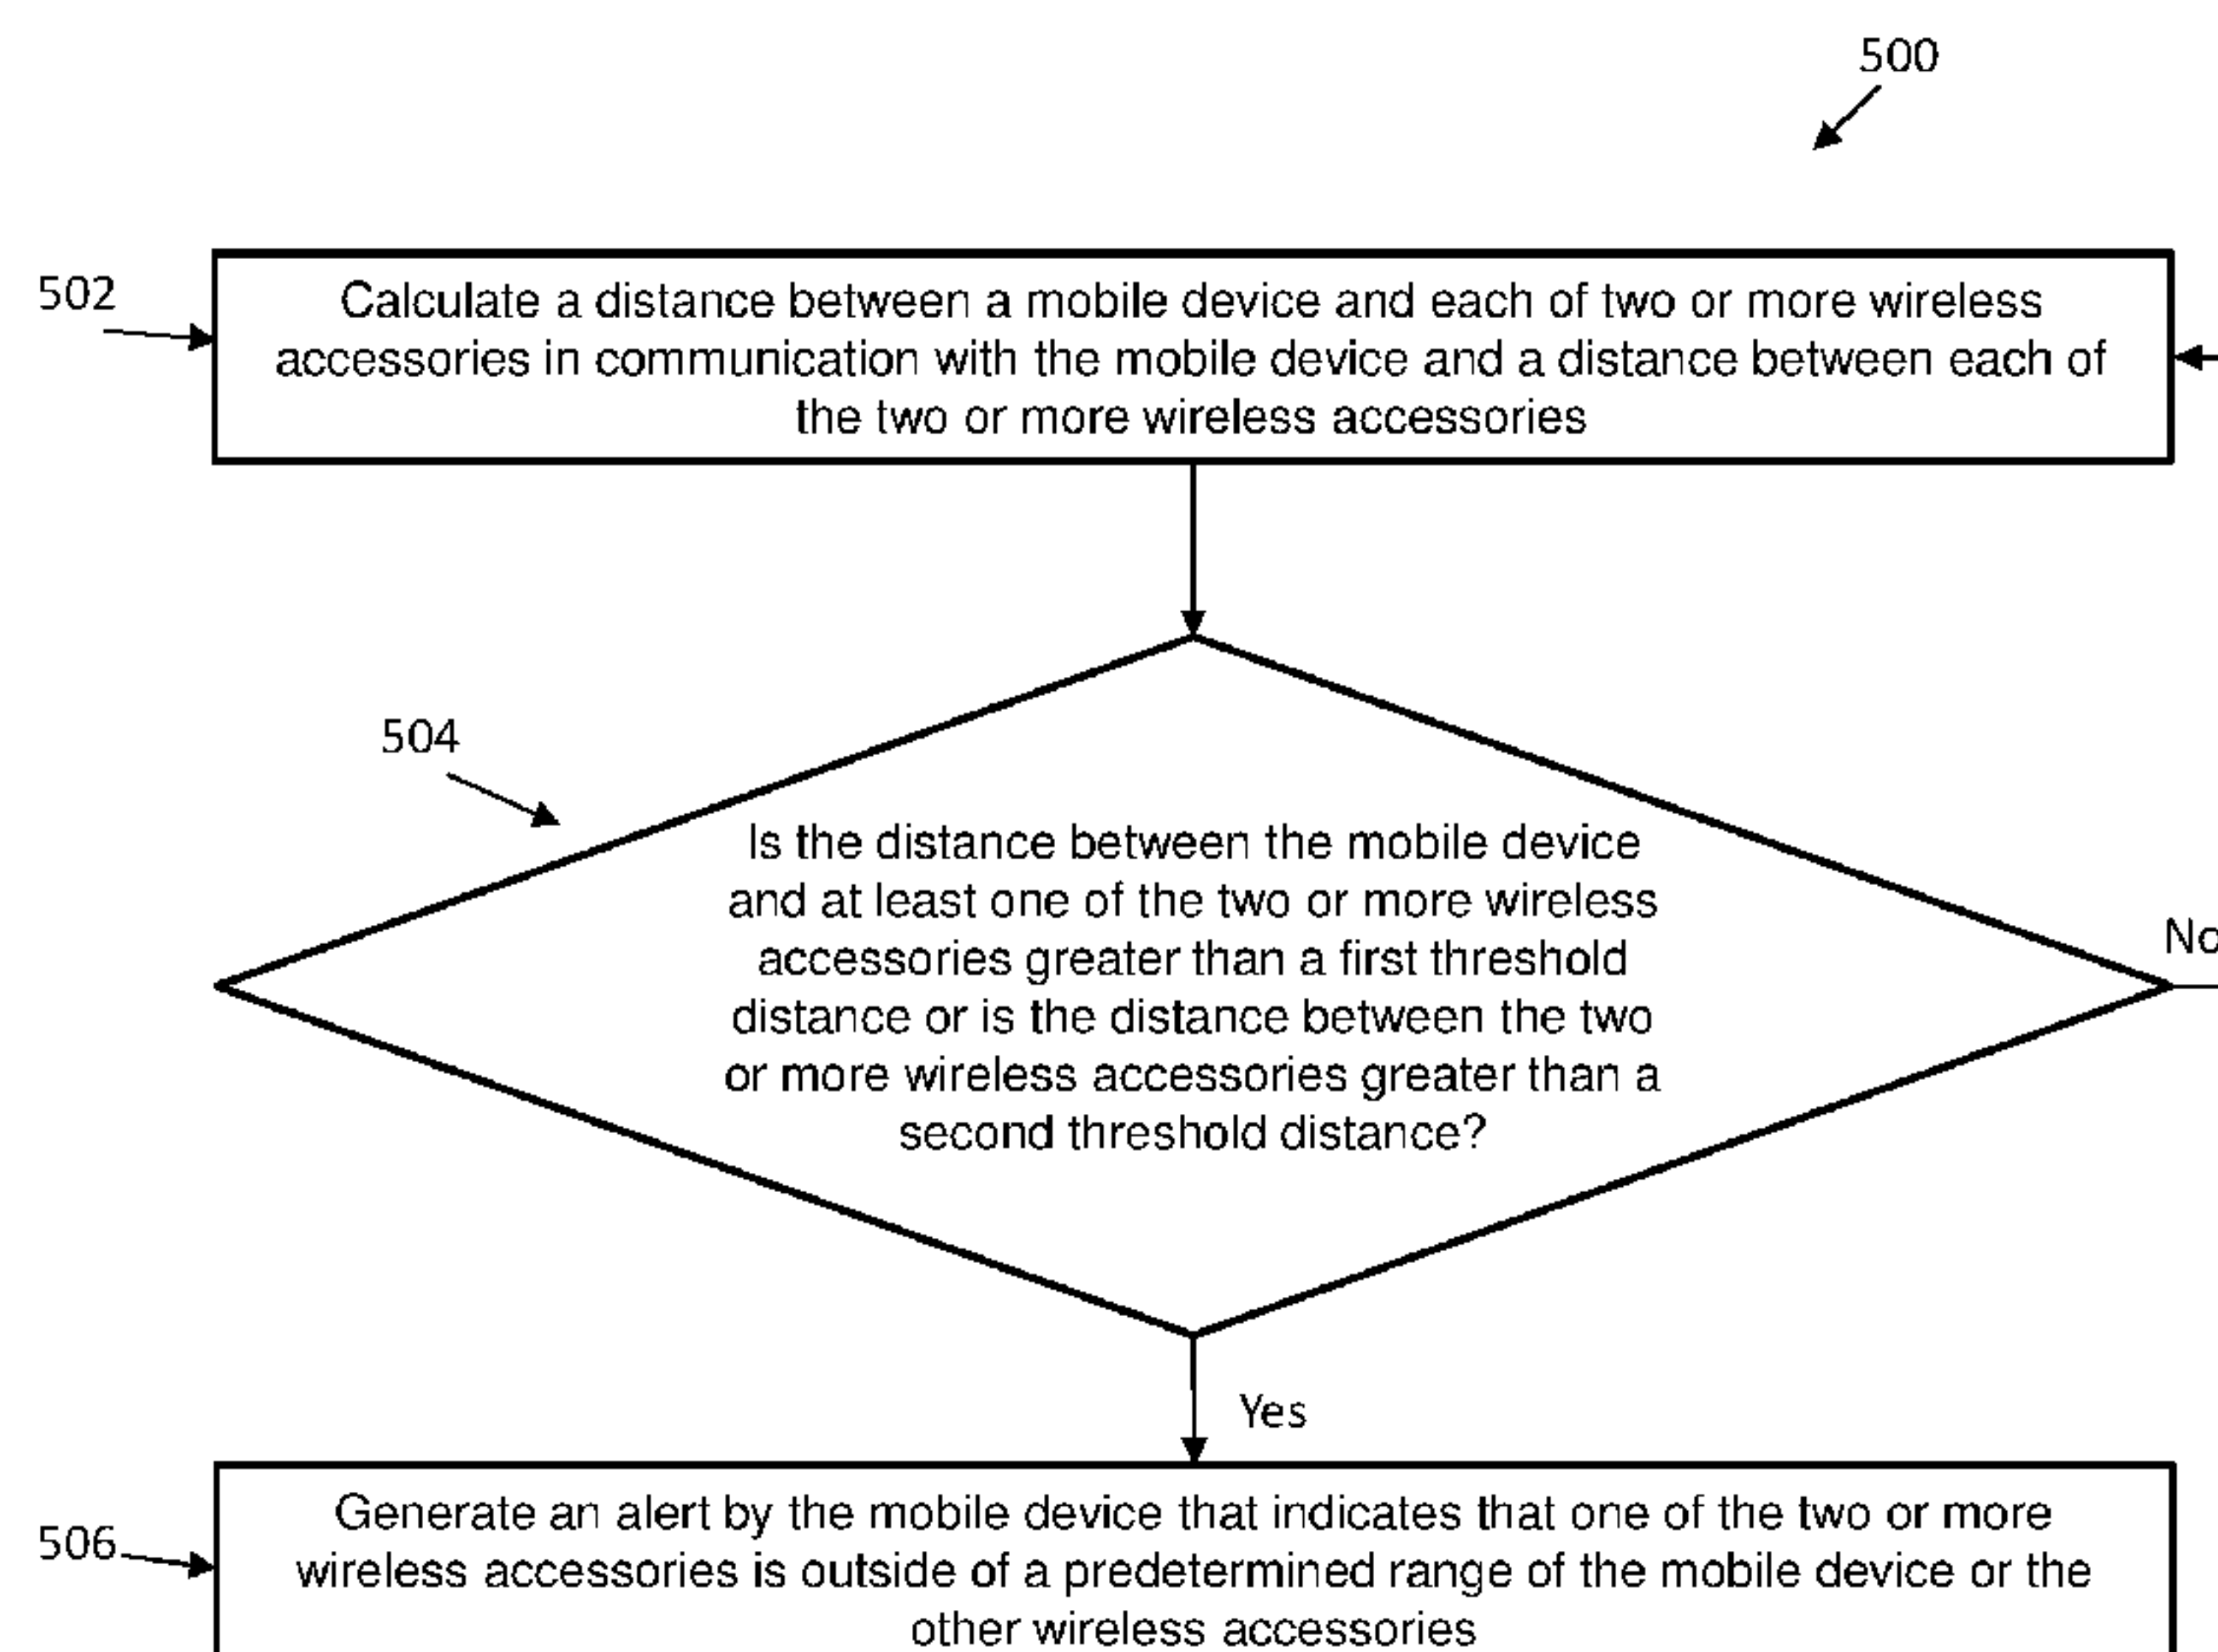 500
502
Calculate a distance between a mobile device and each of two or more wireless
accessories in communication with the mobile device and a distance between each of
the two or more wireless accessories
504
Is the distance between the mobile device
and at least one of the two or more wireless
accessories greater than a first threshold
distance or is the distance between the two
or more wireless accessories greater than a
second threshold distance?
No
Yes
506
Generate an alert by the mobile device that indicates that one of the two or more
wireless accessories is outside of a predetermined range of the mobile device or the
other wireless accessories